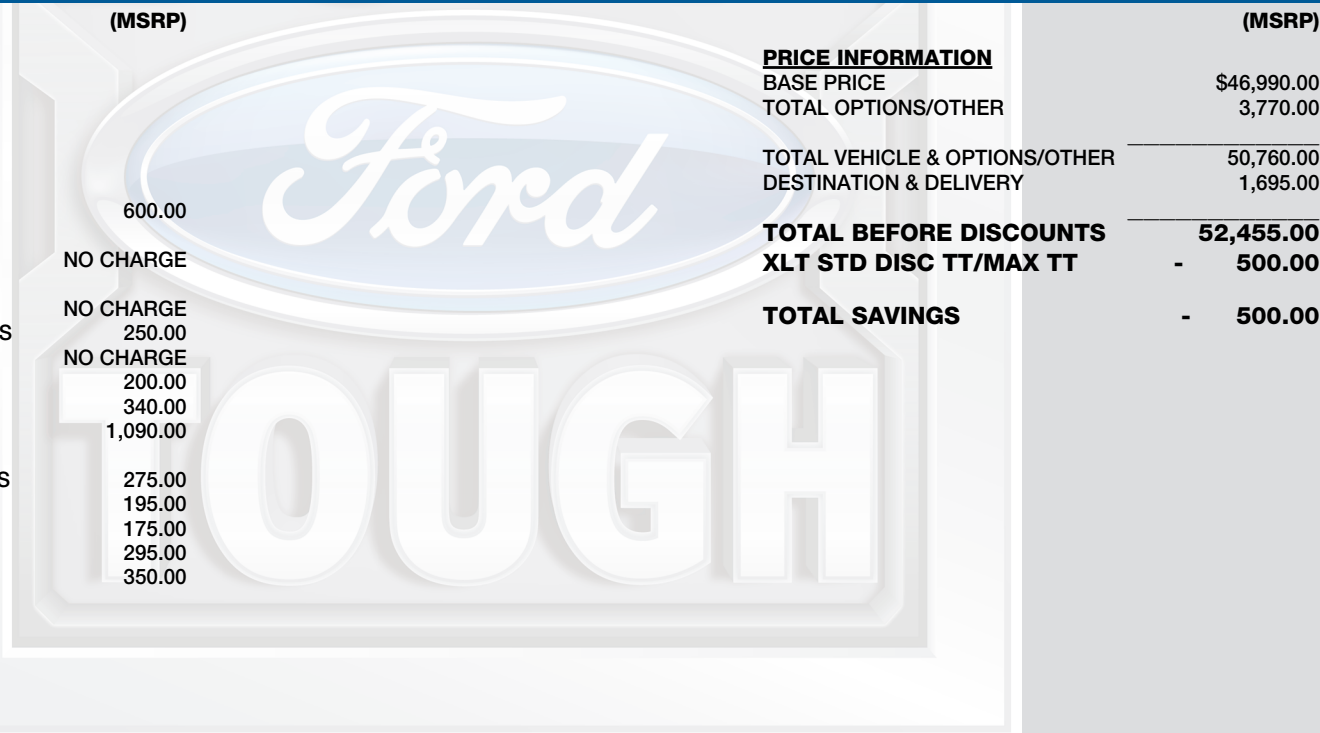 (MSRP)
600.00
NO CHARGE
NO CHARGE
S 250.00
NO CHARGE
200.00
340.00
1,090.00
S 275.00
195.00
175.00
295.00
350.00
(MSRP)
PRICE INFORMATION
BASE PRICE $46,990.00
TOTAL OPTIONS/OTHER 3,770.00
TOTAL VEHICLE & OPTIONS/OTHER 50,760.00
DESTINATION & DELIVERY 1,695.00
TOTAL BEFORE DISCOUNTS 52,455.00
XLT STD DISC TT/MAX TT - 500.00
TOTAL SAVINGS - 500.00
Ford
TOUGH